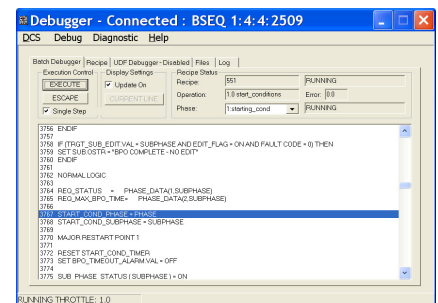 Debugger - Connected : BSEQ 1:4:4:2509
DCS Debug Diagnostic Help
Batch Debugger Recipe UDF Debugger - Disabled Files Log
Execution Control Display Settings Recipe Status
EXECUTE Update On Recipe: 551 RUNNING
ESCAPE CURRENT LINE Operation: 1.0 start_conditions Error: 0.0
Single Step Phase: 1:starting_cond RUNNING
3756 ENDIF
3757
3758 IF (TRGT_SUB_EDIT.VAL = SUBPHASE AND EDIT_FLAG = ON AND FAULT CODE = 0) THEN
3759 SET SUB.OSTR = "BPO COMPLETE - NO EDIT"
3760 ENDIF
3761
3762 NORMAL LOGIC
3763
3764 REQ_STATUS = PHASE_DATA(1,SUBPHASE)
3765 REQ_MAX_BPO_TIME= PHASE_DATA(2,SUBPHASE)
3766
3767 START_COND_PHASE = PHASE
3768 START_COND_SUBPHASE = SUBPHASE
3769
3770 MAJOR RESTART POINT 1
3771
3772 RESET START_COND_TIMER
3773 SET BPO_TIMEOUT_ALARM.VAL = OFF
3774
3775 SUB_PHASE_STATUS ( SUBPHASE ) = ON
RUNNING THROTTLE: 1.0